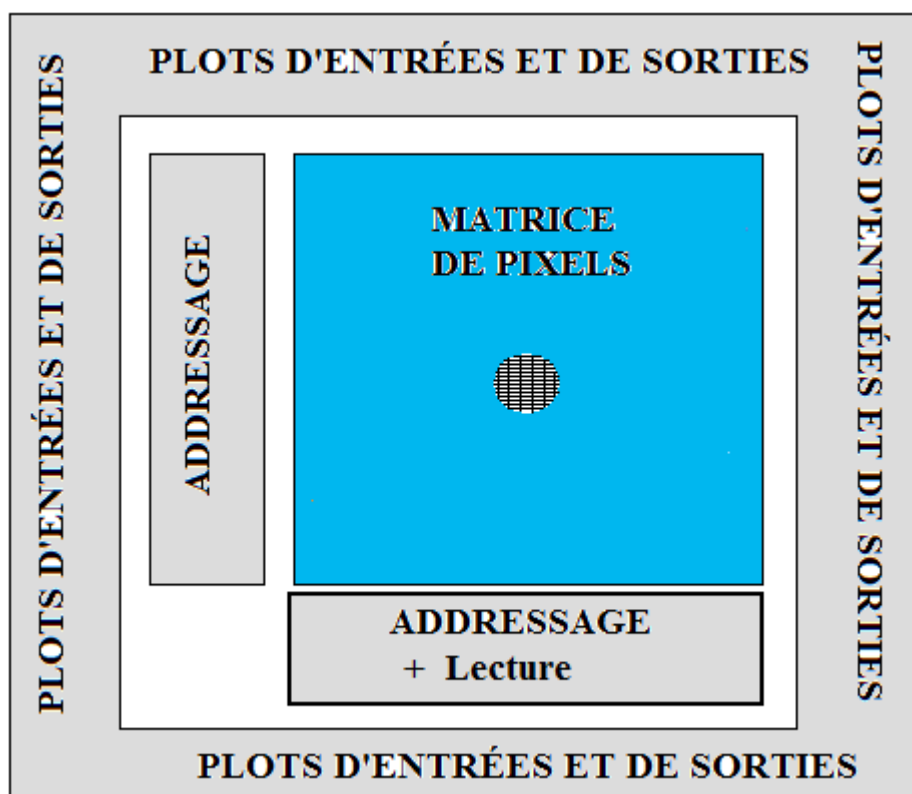 PLOTS D'ENTRÉES ET DE SORTIES
PLOTS D'ENTRÉES ET DE SORTIES
ADDRESSAGE
MATRICE
DE PIXELS
PLOTS D'ENTRÉES ET DE SORTIES
ADDRESSAGE
+ Lecture
PLOTS D'ENTRÉES ET DE SORTIES